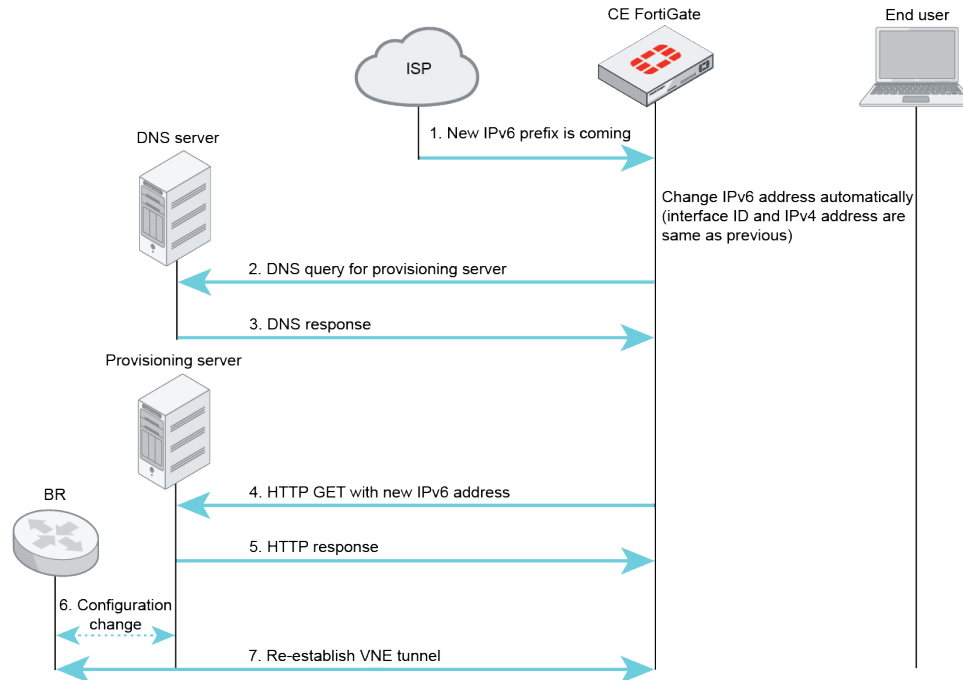 CE FortiGate
End user
ISP
1. New IPv6 prefix is coming
DNS server
Change IPv6 address automatically
(interface ID and IPv4 address are
same as previous)
2. DNS query for provisioning server
3. DNS response
Provisioning server
4. HTTP GET with new IPv6 address
BR
5. HTTP response
6. Configuration
change
7. Re-establish VNE tunnel